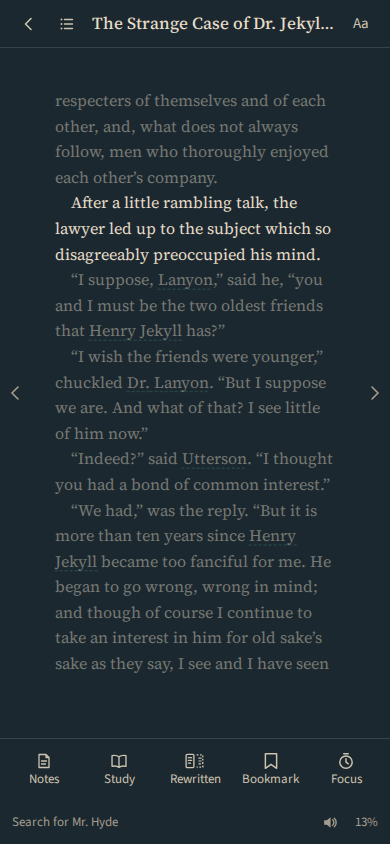 The Strange Case of Dr. Jekyl...
Aa
respecters of themselves and of each
other, and, what does not always
follow, men who thoroughly enjoyed
each other’s company.
After a little rambling talk, the
lawyer led up to the subject which so
disagreeably preoccupied his mind.
“I suppose, Lanyon,” said he, “you
and I must be the two oldest friends
that Henry Jekyll has?”
“I wish the friends were younger,”
chuckled Dr. Lanyon. “But I suppose
we are. And what of that? I see little
of him now.”
“Indeed?” said Utterson. “I thought
you had a bond of common interest.”
“We had,” was the reply. “But it is
more than ten years since Henry
Jekyll became too fanciful for me. He
began to go wrong, wrong in mind;
and though of course I continue to
take an interest in him for old sake’s
sake as they say, I see and I have seen
Notes
Study
Rewritten
Bookmark
Focus
Search for Mr. Hyde
13%